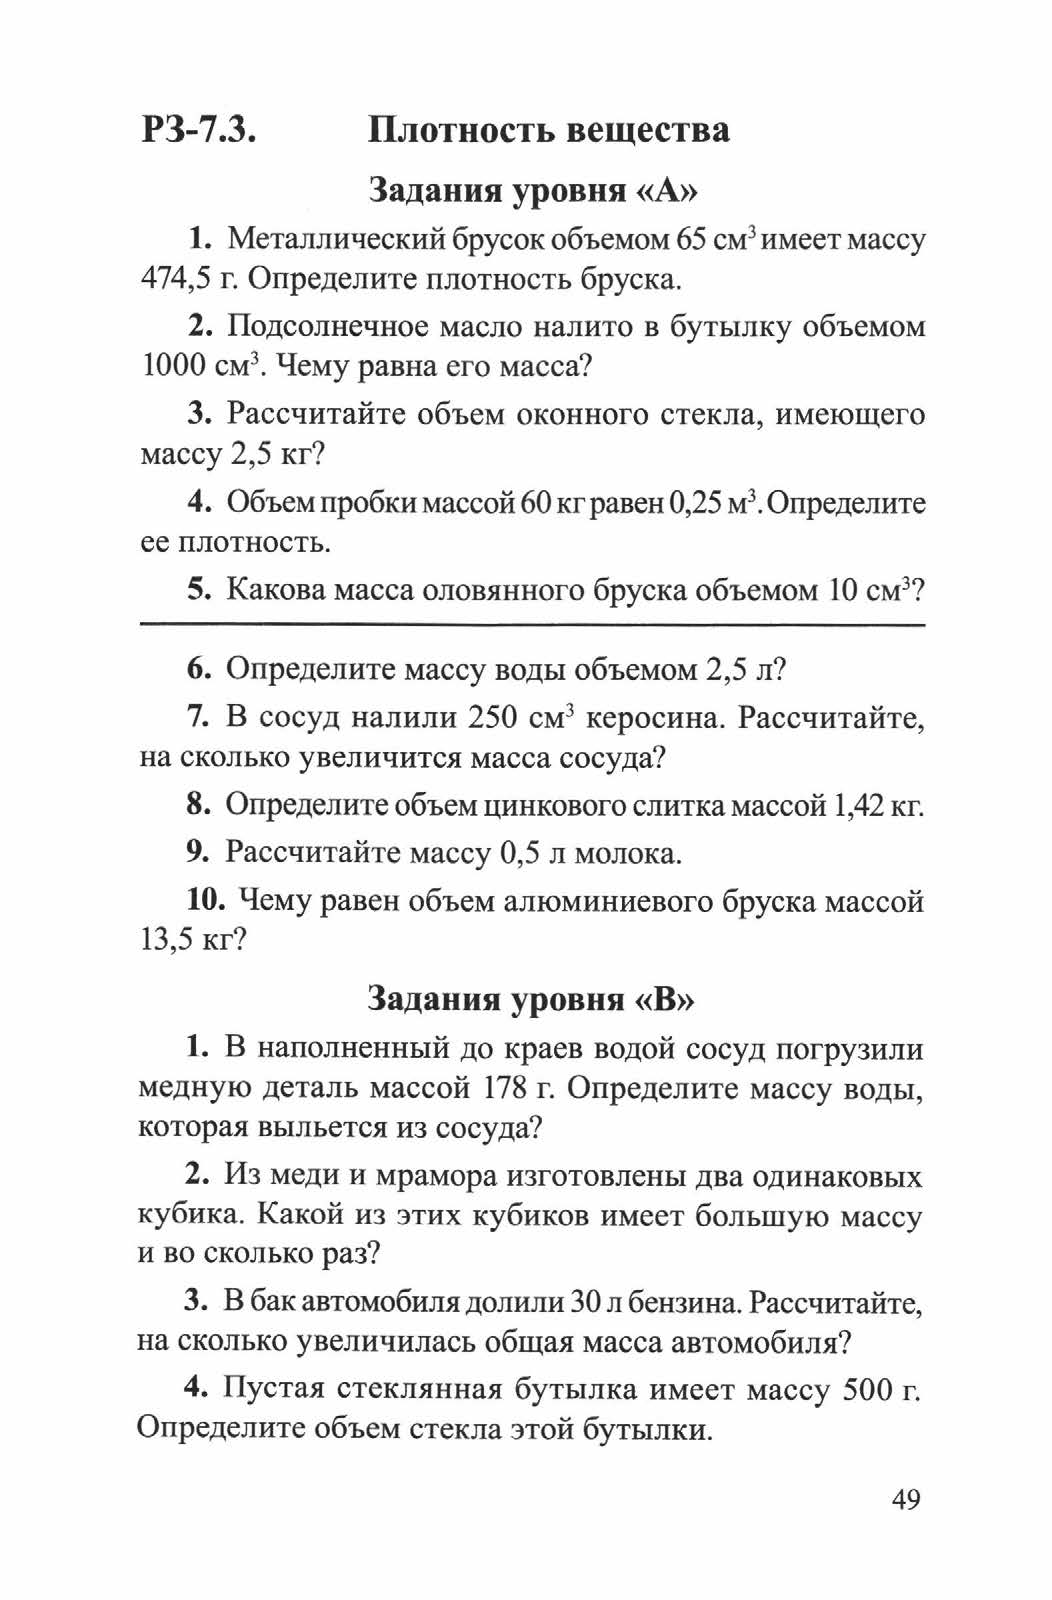 РЗ-7.3. Плотность вещества
Задания уровня «А»
1. Металлический брусок объемом 65 см³ имеет массу
474,5 г. Определите плотность бруска.
2. Подсолнечное масло налито в бутылку объемом
1000 см³. Чему равна его масса?
3. Рассчитайте объем оконного стекла, имеющего
массу 2,5 кг?
4. Объем пробки массой 60 кг равен 0,25 м³. Определите
ее плотность.
5. Какова масса оловянного бруска объемом 10 см³?
6. Определите массу воды объемом 2,5 л?
7. В сосуд налили 250 см³ керосина. Рассчитайте,
на сколько увеличится масса сосуда?
8. Определите объем цинкового слитка массой 1,42 кг.
9. Рассчитайте массу 0,5 л молока.
10. Чему равен объем алюминиевого бруска массой
13,5 кг?
Задания уровня «В»
1. В наполненный до краев водой сосуд погрузили
медную деталь массой 178 г. Определите массу воды,
которая выльется из сосуда?
2. Из меди и мрамора изготовлены два одинаковых
кубика. Какой из этих кубиков имеет большую массу
и во сколько раз?
3. В бак автомобиля долили 30 л бензина. Рассчитайте,
на сколько увеличилась общая масса автомобиля?
4. Пустая стеклянная бутылка имеет массу 500 г.
Определите объем стекла этой бутылки.
49